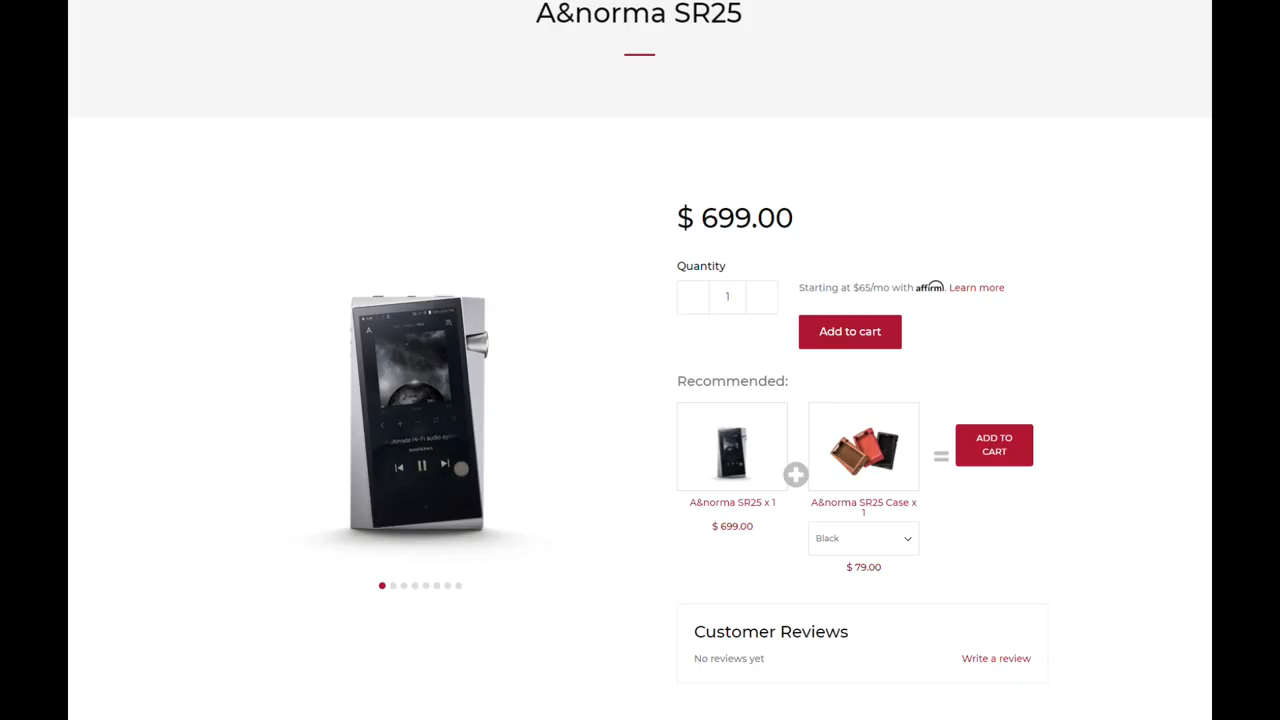 A&norma SR25
$ 699.00
Quantity
1
Starting at $65/mo with affirm. Learn more
Add to cart
Recommended:
A&norma SR25 x 1
$ 699.00
A&norma SR25 Case x
1
Black
$ 79.00
ADD TO
CART
Customer Reviews
No reviews yet
Write a review